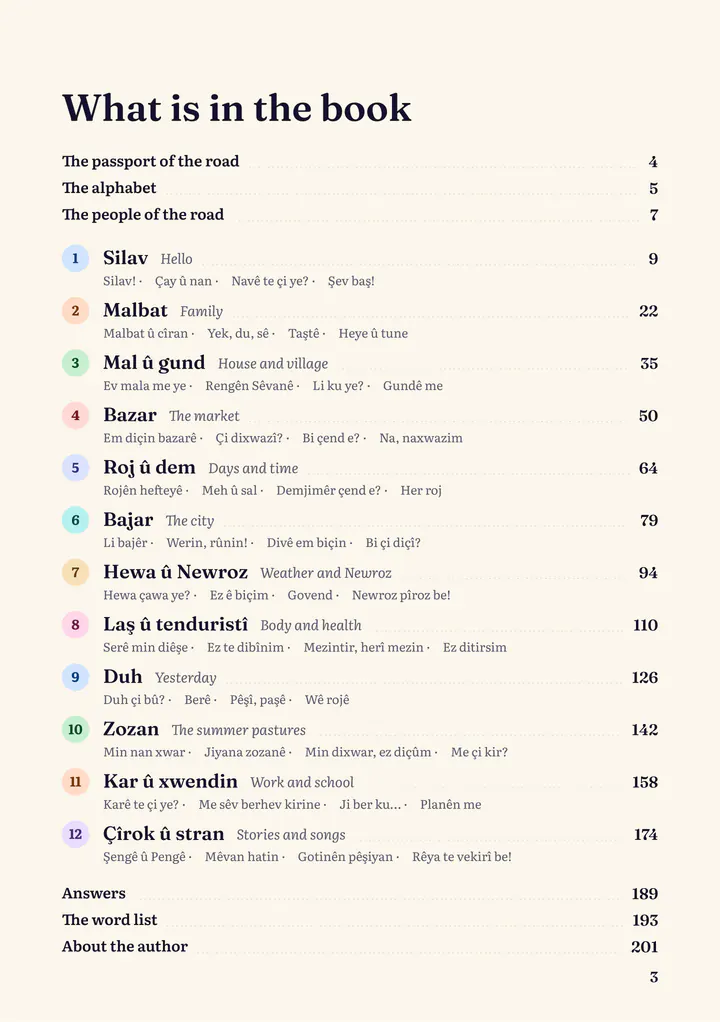 What is in the book
The passport of the road 4
The alphabet 5
The people of the road 7
1 Silav Hello 9
Silav! · Çay û nan · Navê te çi ye? · Şev baş!
2 Malbat Family 22
Malbat û cîran · Yek, du, sê · Taştê · Heye û tune
3 Mal û gund House and village 35
Ev mala me ye · Rengên Sêvanê · Li ku ye? · Gundê me
4 Bazar The market 50
Em diçin bazarê · Çi dixwazî? · Bi çend e? · Na, naxwazim
5 Roj û dem Days and time 64
Rojên hefteyê · Meh û sal · Demjimêr çend e? · Her roj
6 Bajar The city 79
Li bajêr · Werin, rûnin! · Divê em biçin · Bi çi diçî?
7 Hewa û Newroz Weather and Newroz 94
Hewa çawa ye? · Ez ê biçim · Govend · Newroz pîroz be!
8 Laş û tenduristî Body and health 110
Serê min diêşe · Ez te dibînim · Mezintir, herî mezin · Ez ditirsim
9 Duh Yesterday 126
Duh çi bû? · Berê · Pêşî, paşê · Wê rojê
10 Zozan The summer pastures 142
Min nan xwar · Jiyana zozanê · Min dixwar, ez diçûm · Me çi kir?
11 Kar û xwendin Work and school 158
Karê te çi ye? · Me sêv berhev kirine · Ji ber ku... · Planên me
12 Çîrok û stran Stories and songs 174
Şengê û Pengê · Mêvan hatin · Gotinên pêşiyan · Rêya te vekirî be!
Answers 189
The word list 193
About the author 201
3